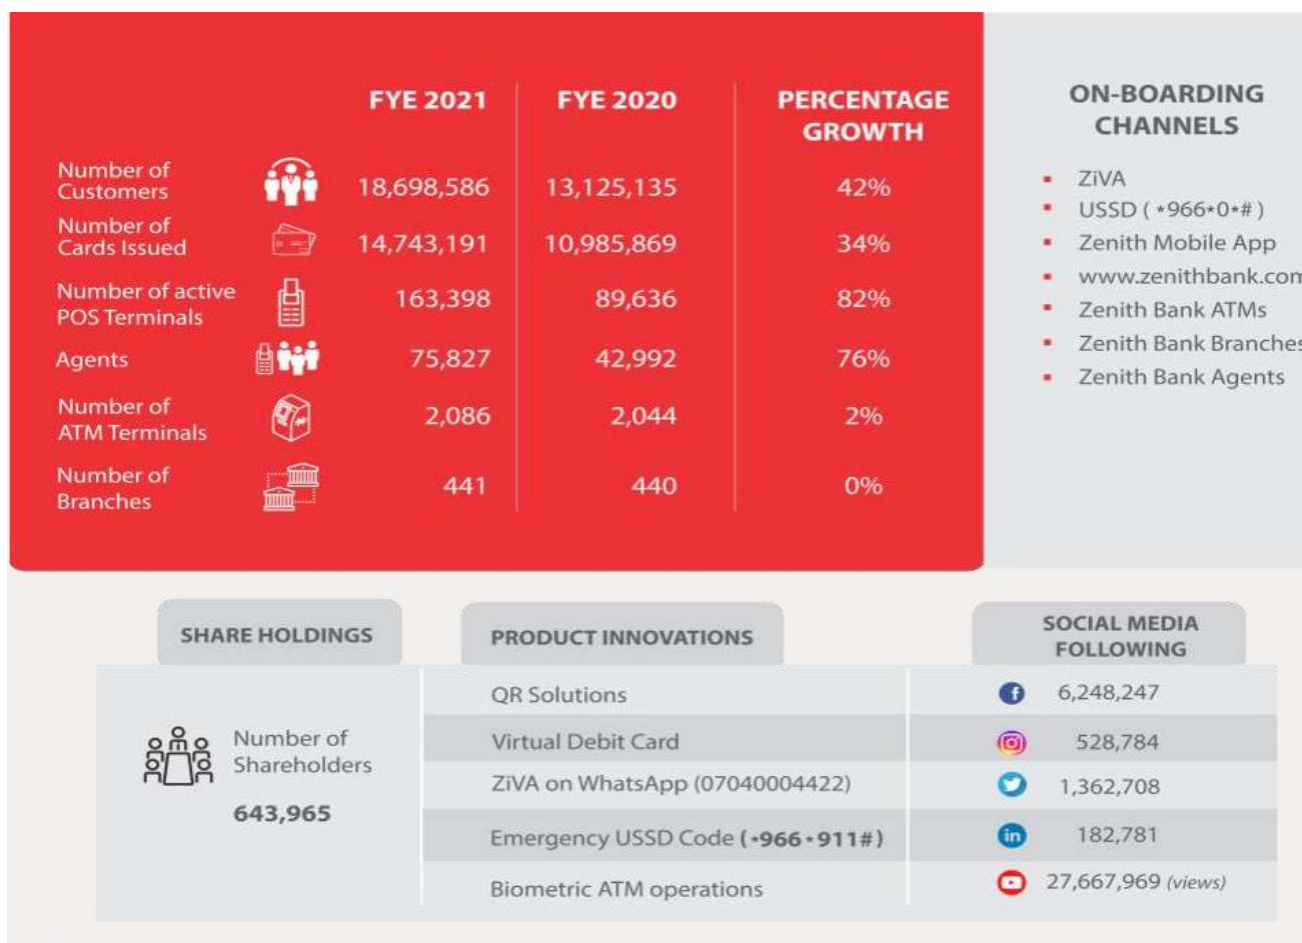 FYE 2021 FYE 2020 PERCENTAGE
GROWTH
Number of
Customers 18,698,586 13,125,135 42%
Number of
Cards Issued 14,743,191 10,985,869 34%
Number of active
POS Terminals 163,398 89,636 82%
Agents 75,827 42,992 76%
Number of
ATM Terminals 2,086 2,044 2%
Number of
Branches 441 440 0%
ON-BOARDING
CHANNELS
▪ ZiVA
▪ USSD ( *966*0*# )
▪ Zenith Mobile App
▪ www.zenithbank.com
▪ Zenith Bank ATMs
▪ Zenith Bank Branches
▪ Zenith Bank Agents
SHARE HOLDINGS
Number of
Shareholders
643,965
PRODUCT INNOVATIONS
QR Solutions
Virtual Debit Card
ZiVA on WhatsApp (07040004422)
Emergency USSD Code ( *966*911# )
Biometric ATM operations
SOCIAL MEDIA
FOLLOWING
6,248,247
528,784
1,362,708
182,781
27,667,969 (views)